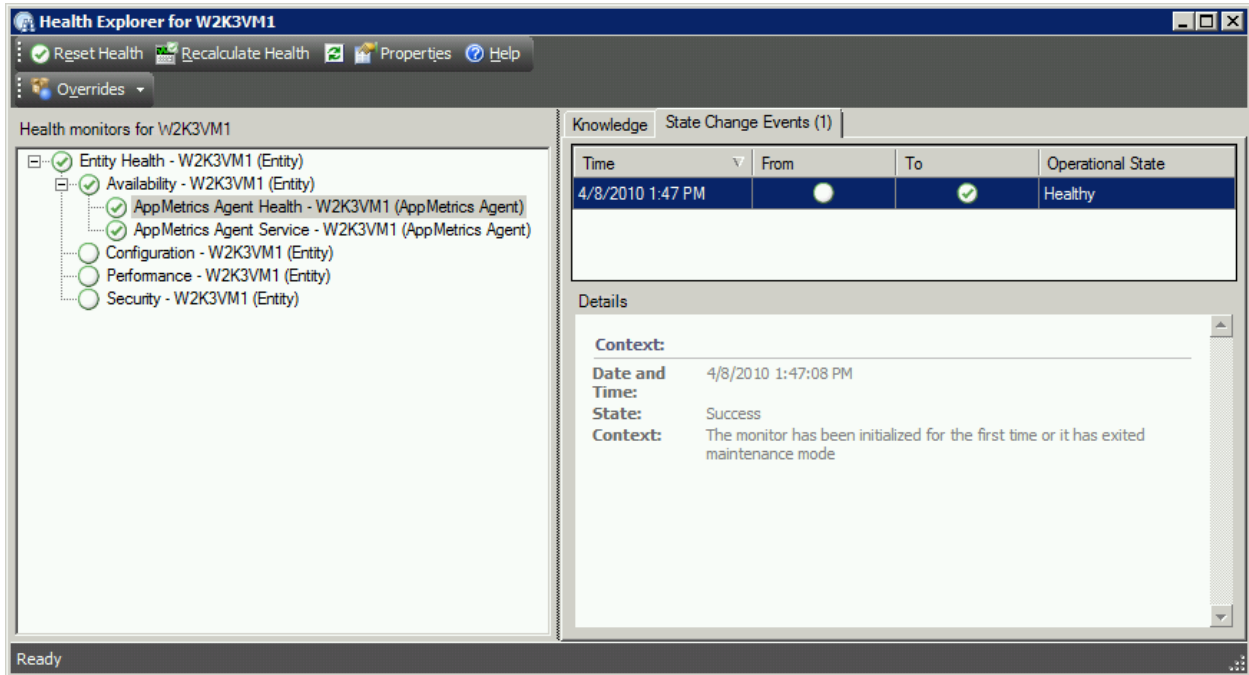 Health Explorer for W2K3VM1
Reset Health Recalculate Health Properties Help
Overrides
Health monitors for W2K3VM1
Entity Health - W2K3VM1 (Entity)
Availability - W2K3VM1 (Entity)
AppMetrics Agent Health - W2K3VM1 (AppMetrics Agent)
AppMetrics Agent Service - W2K3VM1 (AppMetrics Agent)
Configuration - W2K3VM1 (Entity)
Performance - W2K3VM1 (Entity)
Security - W2K3VM1 (Entity)
Knowledge State Change Events (1)
Time From To Operational State
4/8/2010 1:47 PM Healthy
Details
Context:
Date and Time: 4/8/2010 1:47:08 PM
State: Success
Context: The monitor has been initialized for the first time or it has exited
maintenance mode
Ready